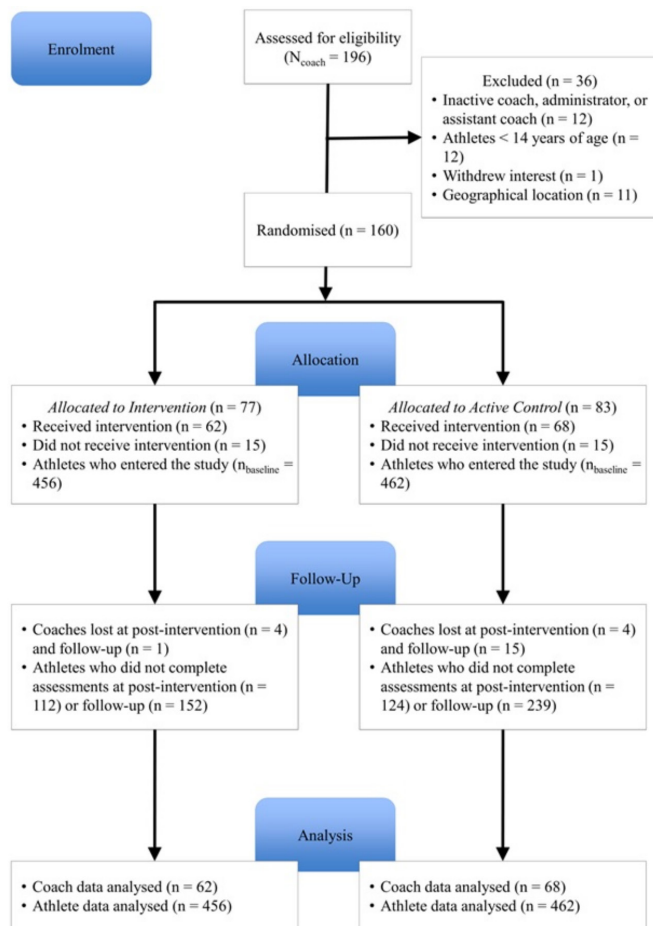 Enrolment
Assessed for eligibility
(Ncoach = 196)
Excluded (n = 36)
• Inactive coach, administrator, or
assistant coach (n = 12)
• Athletes < 14 years of age (n =
12)
• Withdrew interest (n = 1)
• Geographical location (n = 11)
Randomised (n = 160)
Allocation
Allocated to Intervention (n = 77)
• Received intervention (n = 62)
• Did not receive intervention (n = 15)
• Athletes who entered the study (nbaseline =
456)
Allocated to Active Control (n = 83)
• Received intervention (n = 68)
• Did not receive intervention (n = 15)
• Athletes who entered the study (nbaseline =
462)
Follow-Up
• Coaches lost at post-intervention (n = 4)
and follow-up (n = 1)
• Athletes who did not complete
assessments at post-intervention (n =
112) or follow-up (n = 152)
• Coaches lost at post-intervention (n = 4)
and follow-up (n = 15)
• Athletes who did not complete
assessments at post-intervention (n =
124) or follow-up (n = 239)
Analysis
• Coach data analysed (n = 62)
• Athlete data analysed (n = 456)
• Coach data analysed (n = 68)
• Athlete data analysed (n = 462)